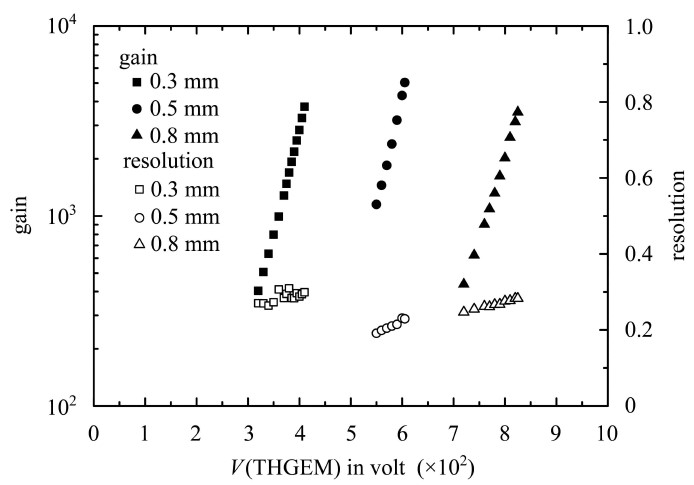 10⁴
10³
10²
gain
gain
■ 0.3 mm
● 0.5 mm
▲ 0.8 mm
resolution
□ 0.3 mm
○ 0.5 mm
△ 0.8 mm
1.0
0.8
0.6
0.4
0.2
0
resolution
0 1 2 3 4 5 6 7 8 9 10
V(THGEM) in volt (×10²)